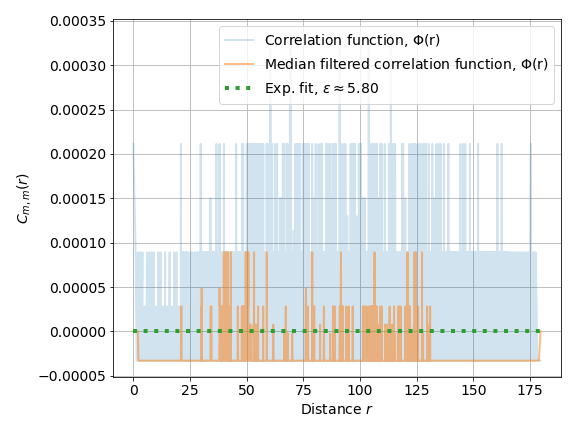 0.00035
0.00030
0.00025
0.00020
0.00015
0.00010
0.00005
0.00000
−0.00005
C_{m,m}(r)
Correlation function, Φ(r)
Median filtered correlation function, Φ(r)
Exp. fit, ε ≈ 5.80
0 25 50 75 100 125 150 175
Distance r